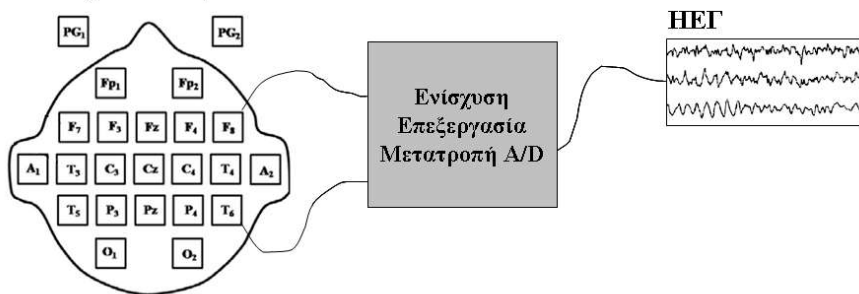 PG₁ PG₂
Fp₁ Fp₂
F₇ F₃ Fz F₄ F₈
A₁ T₃ C₃ Cz C₄ T₄ A₂
T₅ P₃ Pz P₄ T₆
O₁ O₂
Ενίσχυση
Επεξεργασία
Μετατροπή A/D
ΗΕΓ